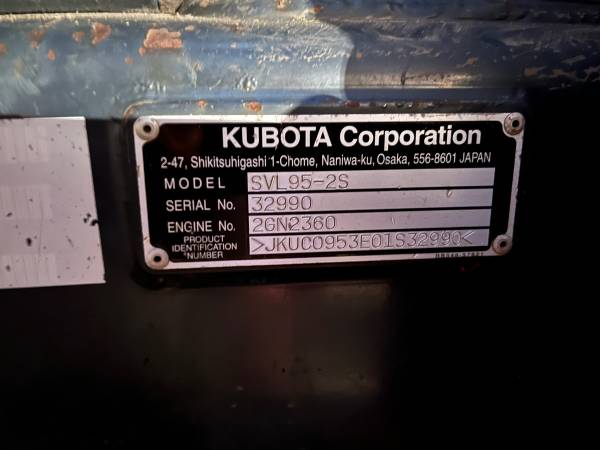 KUBOTA Corporation
2-47, Shikitsuhigashi 1-Chome, Naniwa-ku, Osaka, 556-8601 JAPAN
MODEL SVL95-2S
SERIAL No. 32990
ENGINE No. 2GN2360
PRODUCT IDENTIFICATION *NUMBER >JKUC0953E01S32990<